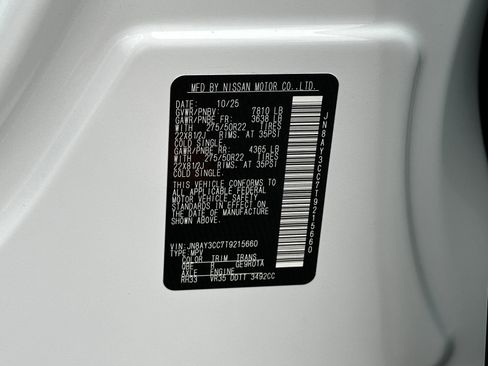 MFD BY NISSAN MOTOR CO.,LTD.
DATE: 10/25
GVWR/PNBV: 7810 LB
GAWR/PNBE FR: 3638 LB
WITH 275/50R22 TIRES
22X81/2J RIMS, AT 35PSI
COLD SINGLE.
GAWR/PNBE RR: 4365 LB
WITH 275/50R22 TIRES
22X81/2J RIMS, AT 35PSI
COLD SINGLE.
THIS VEHICLE CONFORMS TO
ALL APPLICABLE FEDERAL
MOTOR VEHICLE SAFETY
STANDARDS IN EFFECT ON
THE DATE OF MANUFACTURE
SHOWN ABOVE.
VIN: JN8AY3CC7T9215660
TYPE: MPV
COLOR TRIM TRANS
QBE R GE9R01A
AXLE ENGINE
RH33 VR35 DDTT 3492CC
JN8AY3CC7T9215660